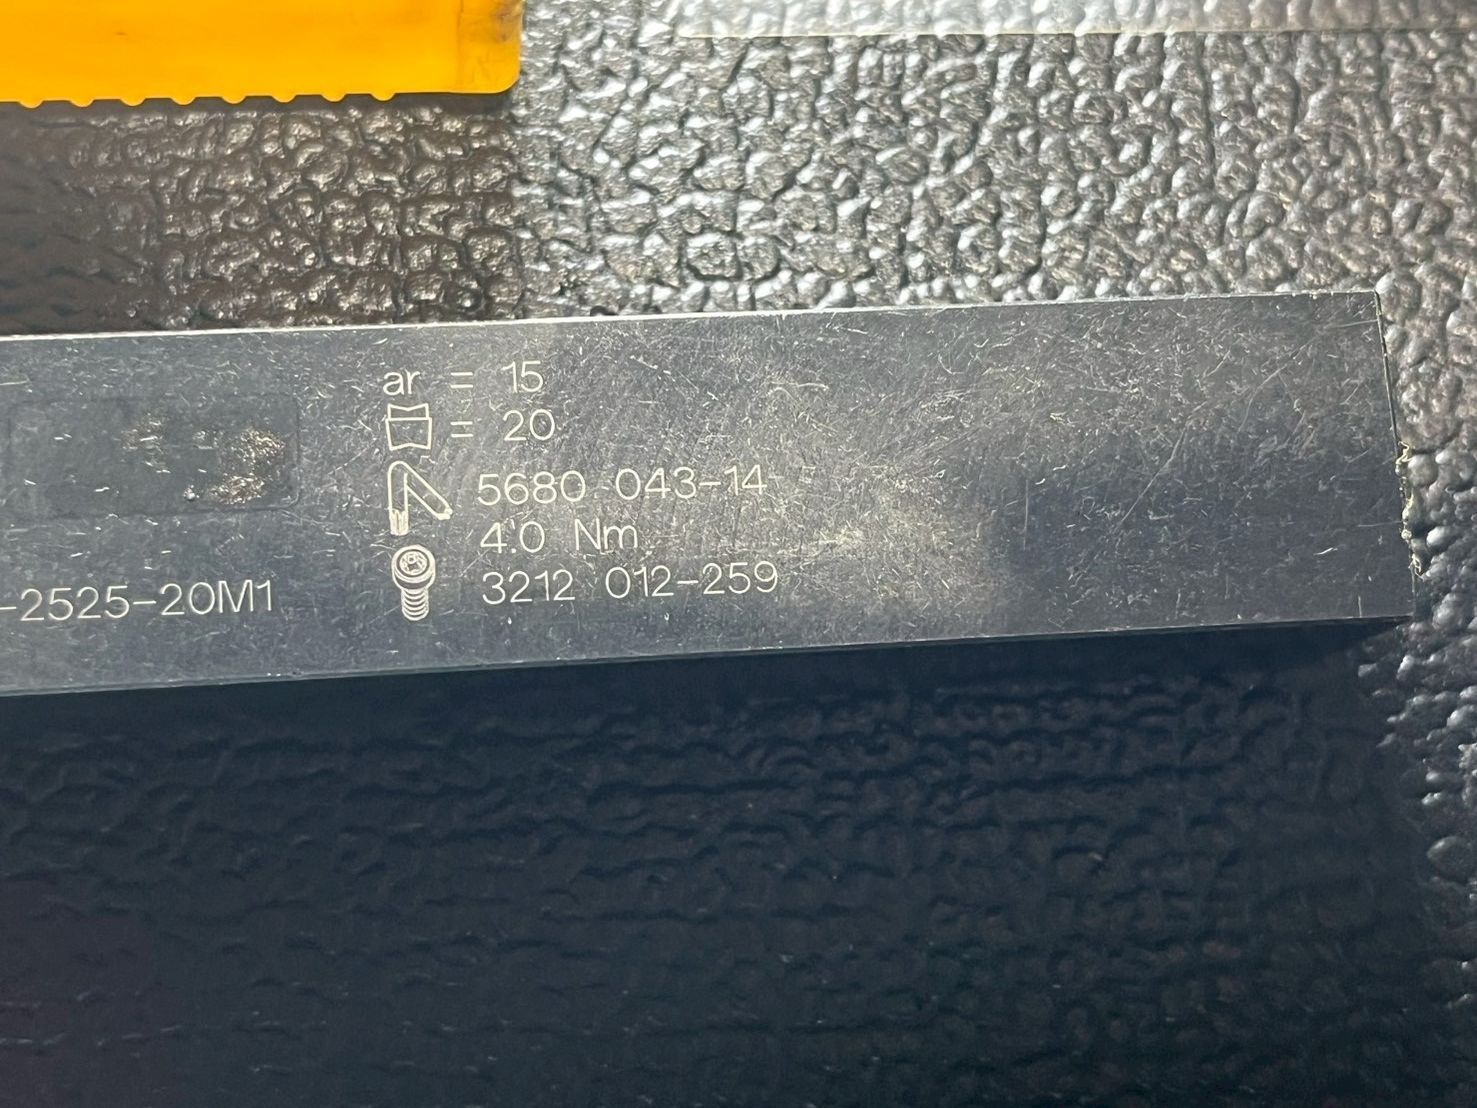 ar = 15
= 20
5680 043-14
4.0 Nm
3212 012-259
-2525-20M1